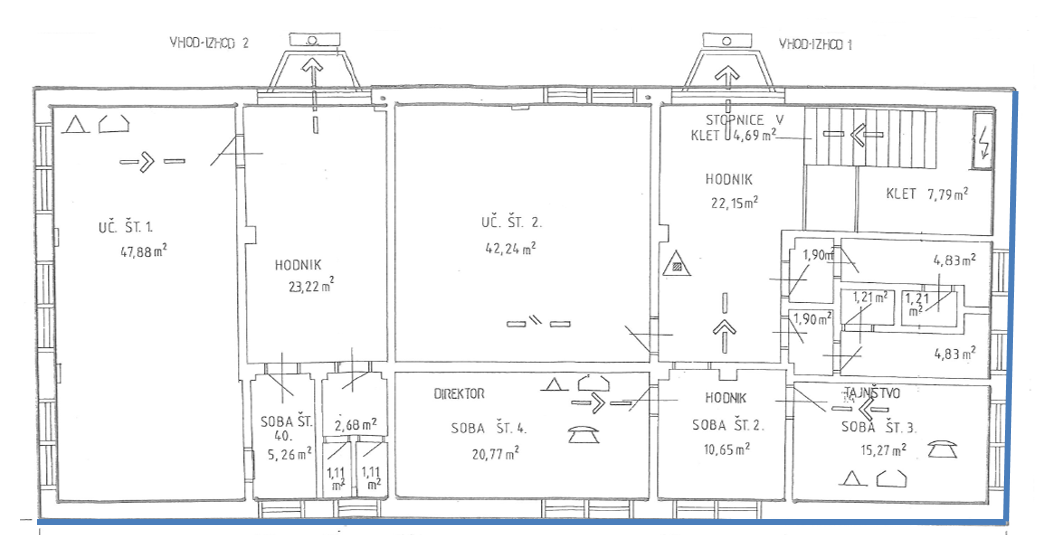 VHOD-IZHOD 2
VHOD-IZHOD 1
STOPNICE V
KLET 4,69 m²
HODNIK
22,15 m²
KLET 7,79 m²
UČ. ŠT. 1.
47,88 m²
HODNIK
23,22 m²
UČ. ŠT. 2.
42,24 m²
1,90 m²
4,83 m²
1,21 m²
1,21
m²
1,90 m²
4,83 m²
SOBA ŠT.
40.
5,26 m²
2,68 m²
1,11
m²
1,11
m²
DIREKTOR
SOBA ŠT. 4.
20,77 m²
HODNIK
SOBA ŠT. 2.
10,65 m²
TAJNIŠTVO
SOBA ŠT. 3.
15,27 m²